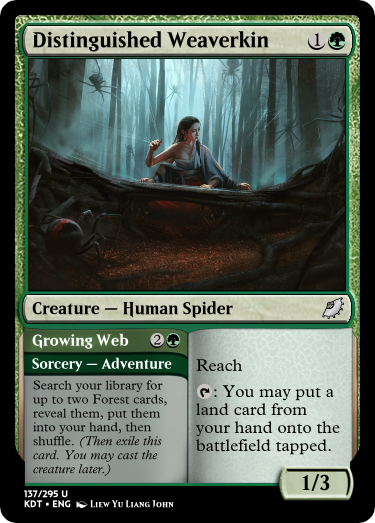 Distinguished Weaverkin 1
Creature — Human Spider
Growing Web 2
Sorcery — Adventure
Search your library for
up to two Forest cards,
reveal them, put them
into your hand, then
shuffle. (Then exile this
card. You may cast the
creature later.)
Reach
: You may put a
land card from
your hand onto the
battlefield tapped.
1/3
137/295 U
KDT • ENG Liew Yu Liang John